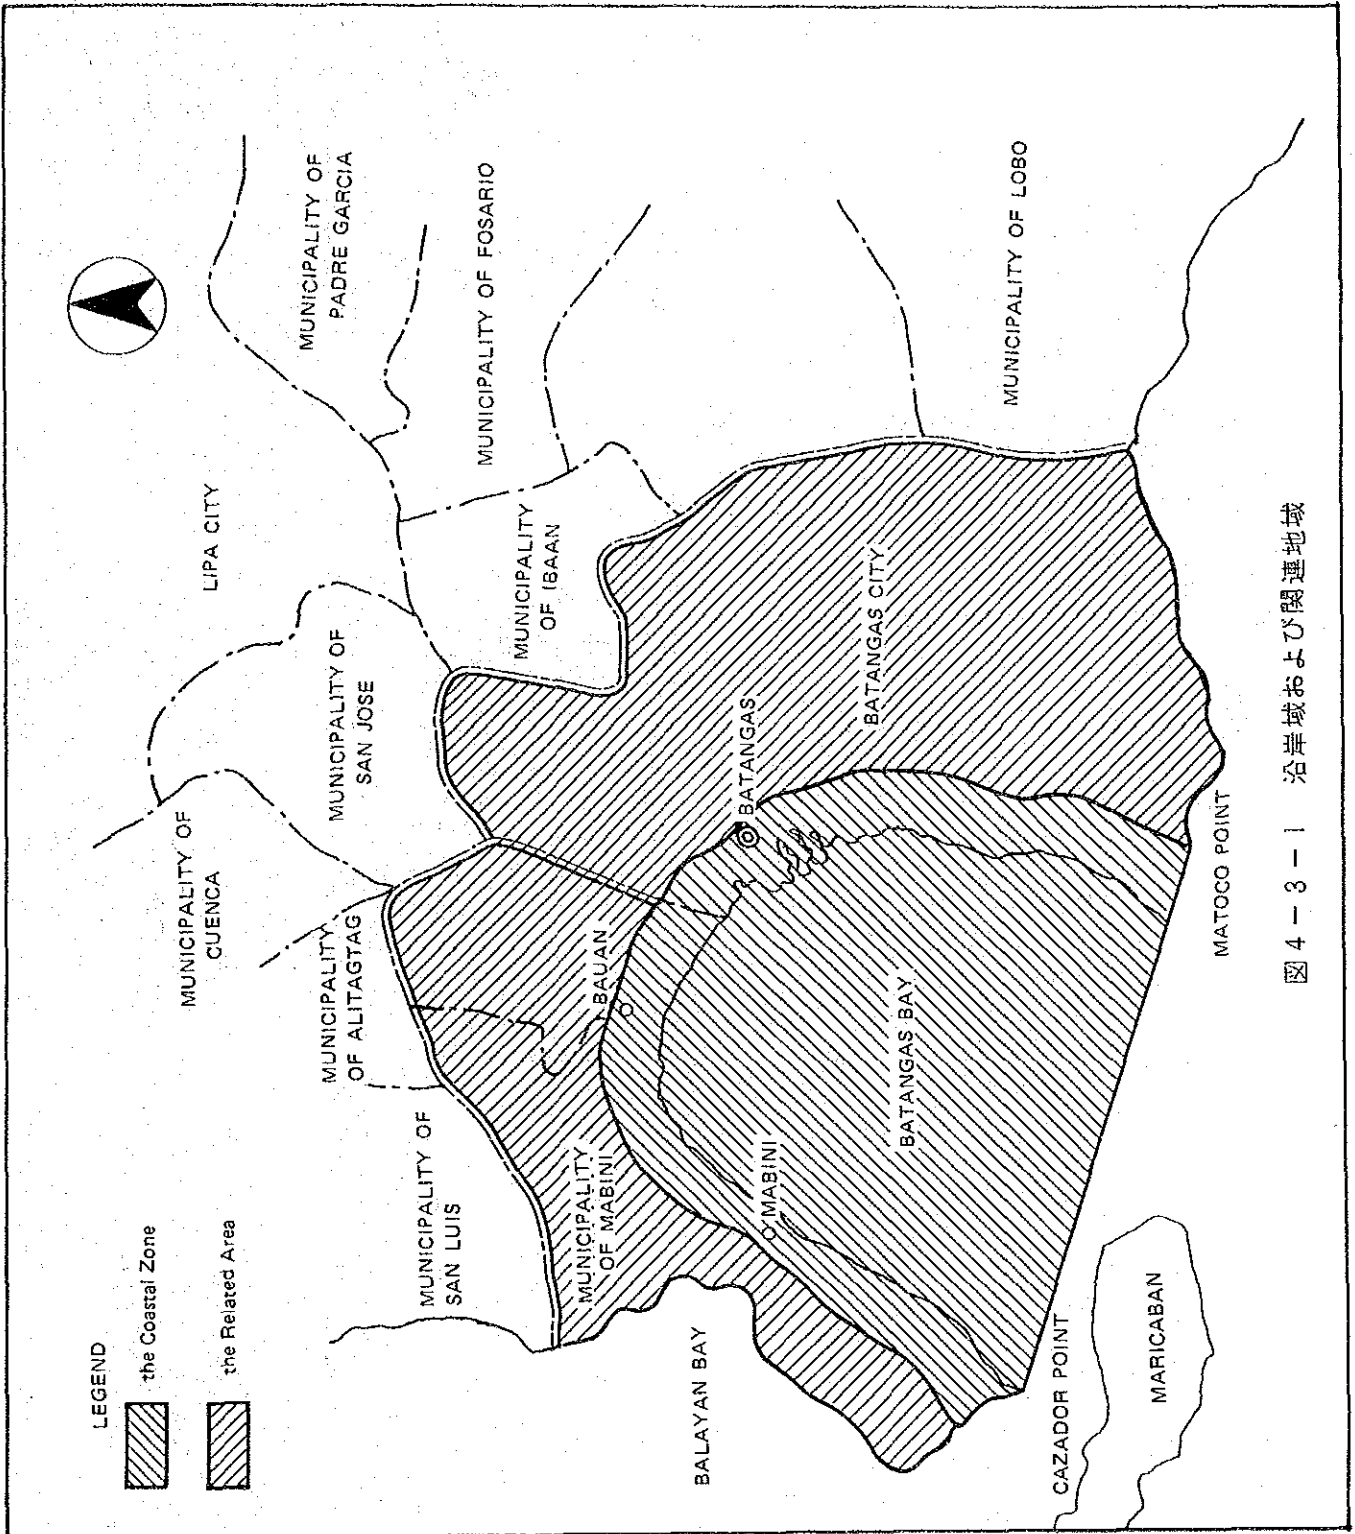 LEGEND
the Coastal Zone
the Related Area
MUNICIPALITY OF
CUENCA
LIPA CITY
MUNICIPALITY OF
PADRE GARCIA
MUNICIPALITY OF
SAN JOSE
MUNICIPALITY
OF ALITAGTAG
MUNICIPALITY OF
SAN LUIS
MUNICIPALITY
OF IBAAN
MUNICIPALITY OF FOSARIO
MUNICIPALITY
OF MABINI
BAUAN
BATANGAS
MABINI
BALAYAN BAY
BATANGAS BAY
BATANGAS CITY
MUNICIPALITY OF LOBO
CAZADOR POINT
MARICABAN
MATOCO POINT
図4-3-1 沿岸域および関連地域